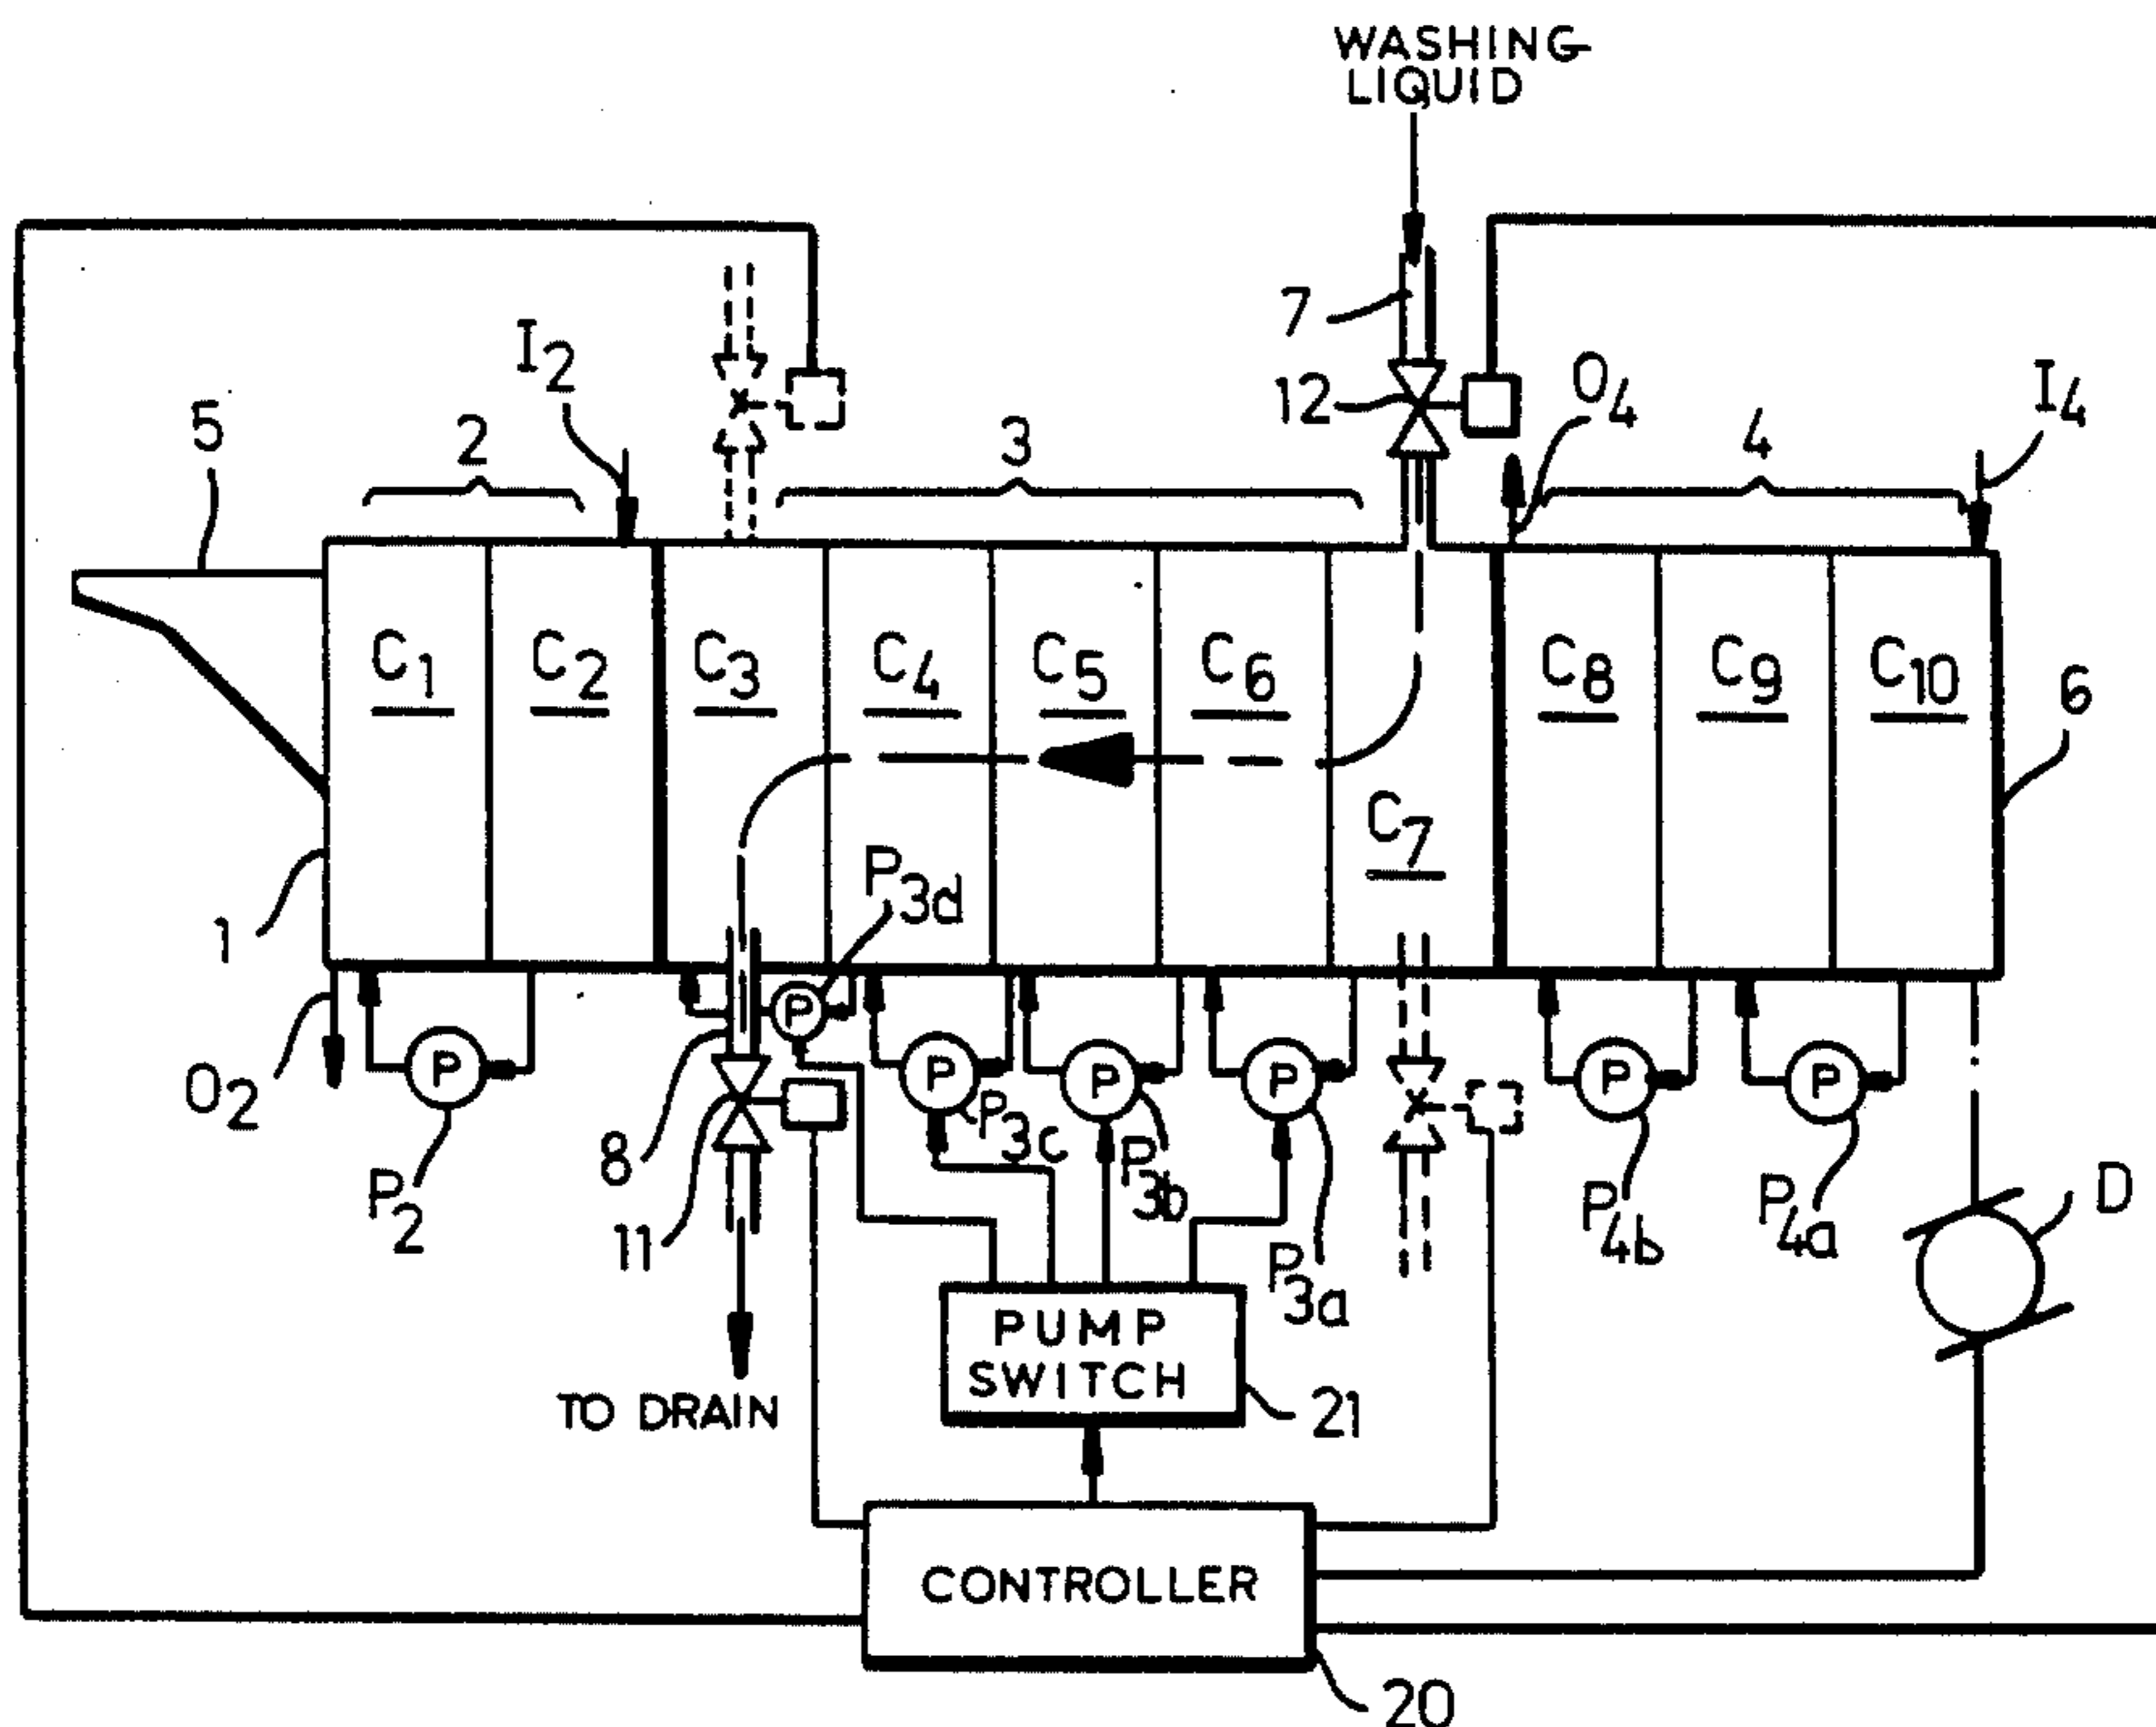 WASHING
LIQUID
7
I2
12
O4
I4
5
2
3
4
C1
C2
C3
C4
C5
C6
C7
C8
C9
C10
6
1
P3d
P
O2
P
P
P
P
P
P
P2
8
11
P3c
P3b
P3a
P4b
P4a
D
TO DRAIN
PUMP
SWITCH
21
CONTROLLER
20